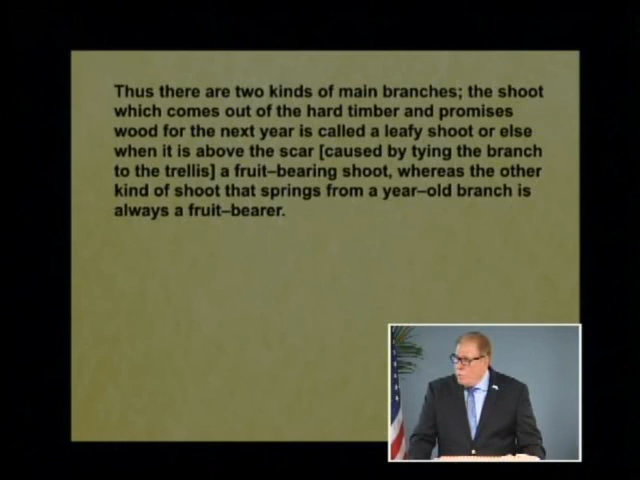 Thus there are two kinds of main branches; the shoot
which comes out of the hard timber and promises
wood for the next year is called a leafy shoot or else
when it is above the scar [caused by tying the branch
to the trellis] a fruit–bearing shoot, whereas the other
kind of shoot that springs from a year–old branch is
always a fruit–bearer.